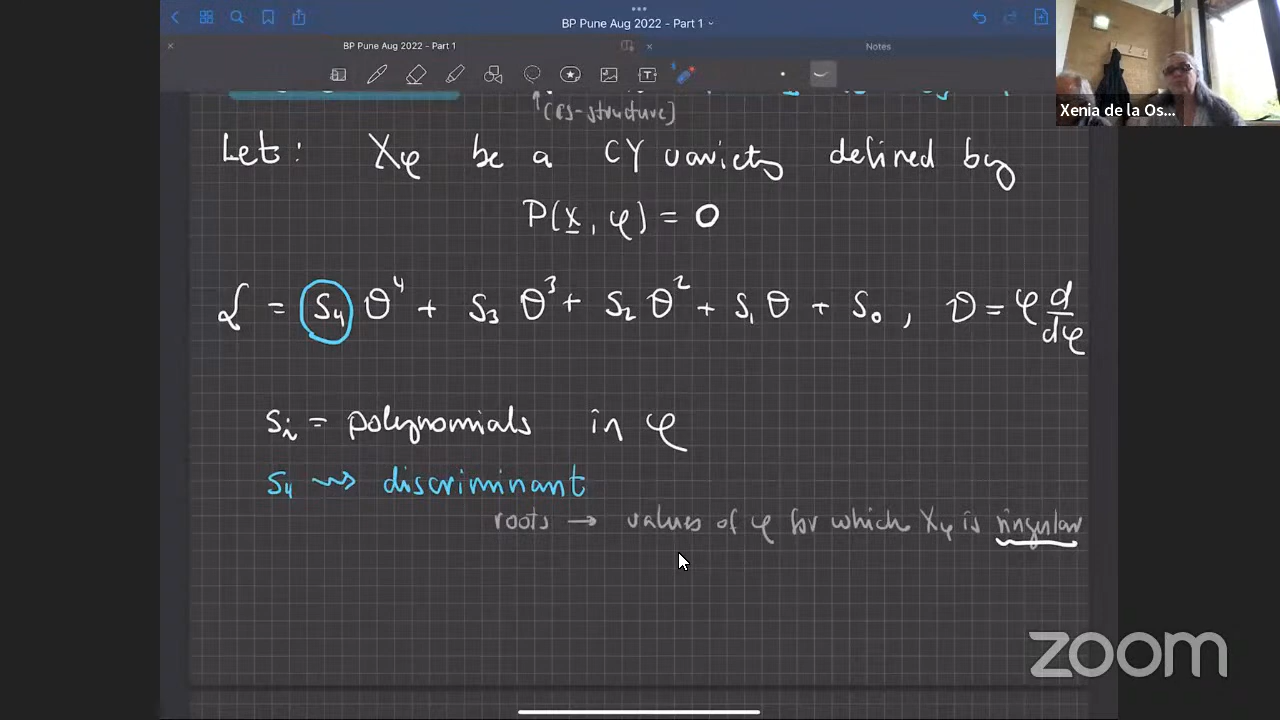 BP Pune Aug 2022 - Part 1
BP Pune Aug 2022 - Part 1
Notes
Xenia de la Os...
(cs-structure)
Let: Xφ be a CY variety defined by
P(x, φ) = 0
ℒ = S₄ θ⁴ + S₃ θ³ + S₂ θ² + S₁ θ + S₀ , θ = φ d/dφ
Sᵢ = polynomials in φ
S₄ ⇝ discriminant
roots → values of φ for which Xφ is singular
zoom